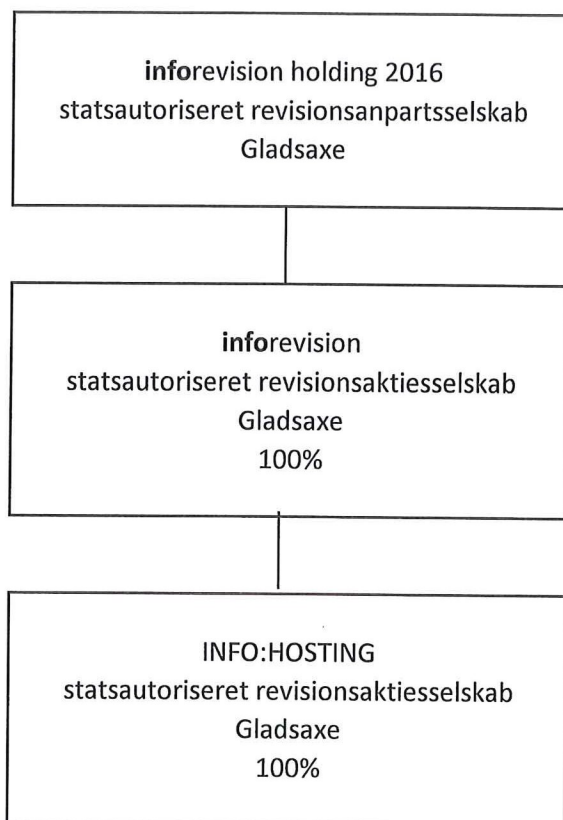 inforevision holding 2016
statsautoriseret revisionsanpartsselskab
Gladsaxe
inforevision
statsautoriseret revisionsaktiesselskab
Gladsaxe
100%
INFO:HOSTING
statsautoriseret revisionsaktiesselskab
Gladsaxe
100%